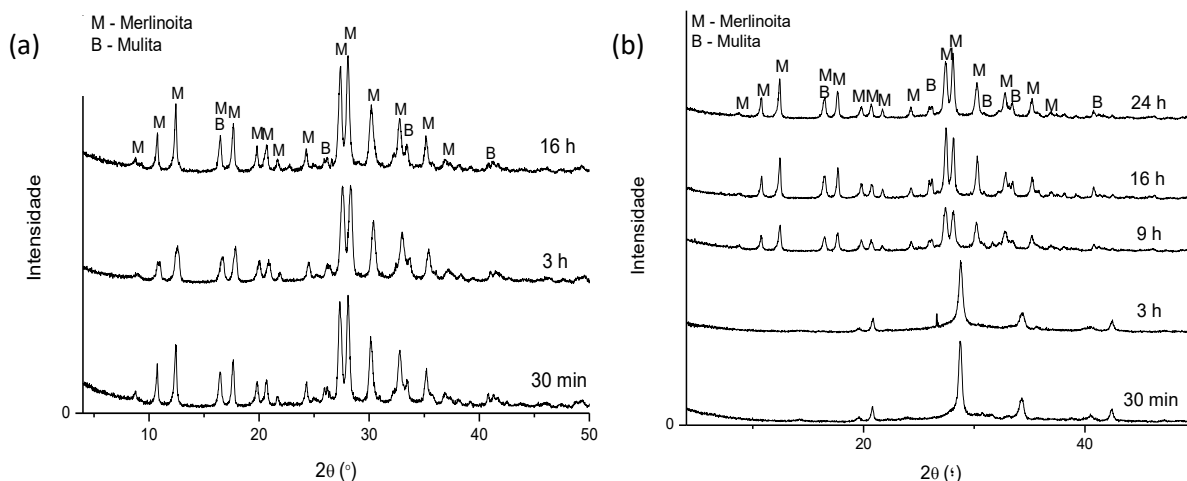 (a)
M - Merlinoita
B - Mulita
M M M M B M M M M M B M M M M B M M B
16 h
3 h
30 min
Intensidade
0
10 20 30 40 50
2θ (°)
(b)
M - Merlinoita
B - Mulita
M M M M B M M M M M B M M M B M B M M B
24 h
16 h
9 h
3 h
30 min
Intensidade
0
20 40
2θ (°)